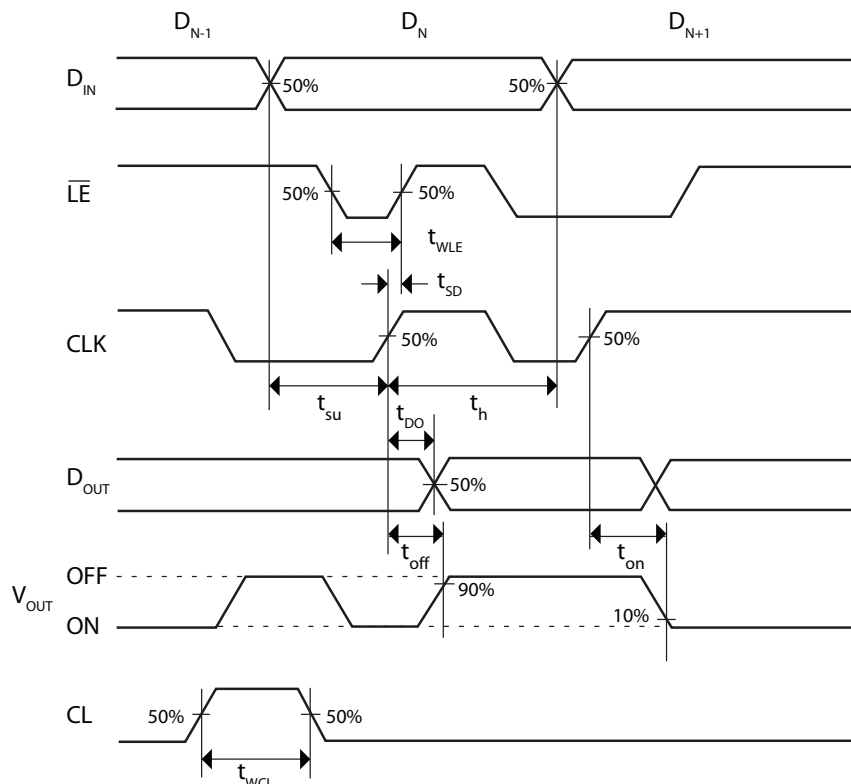 D_N-1 D_N D_N+1
D_IN 50% 50%
L̅E̅ 50% 50%
t_WLE
t_SD
CLK 50% 50%
t_su t_h
t_DO
D_OUT 50%
t_off t_on
OFF 90%
V_OUT
ON 10%
CL 50% 50%
t_WCL